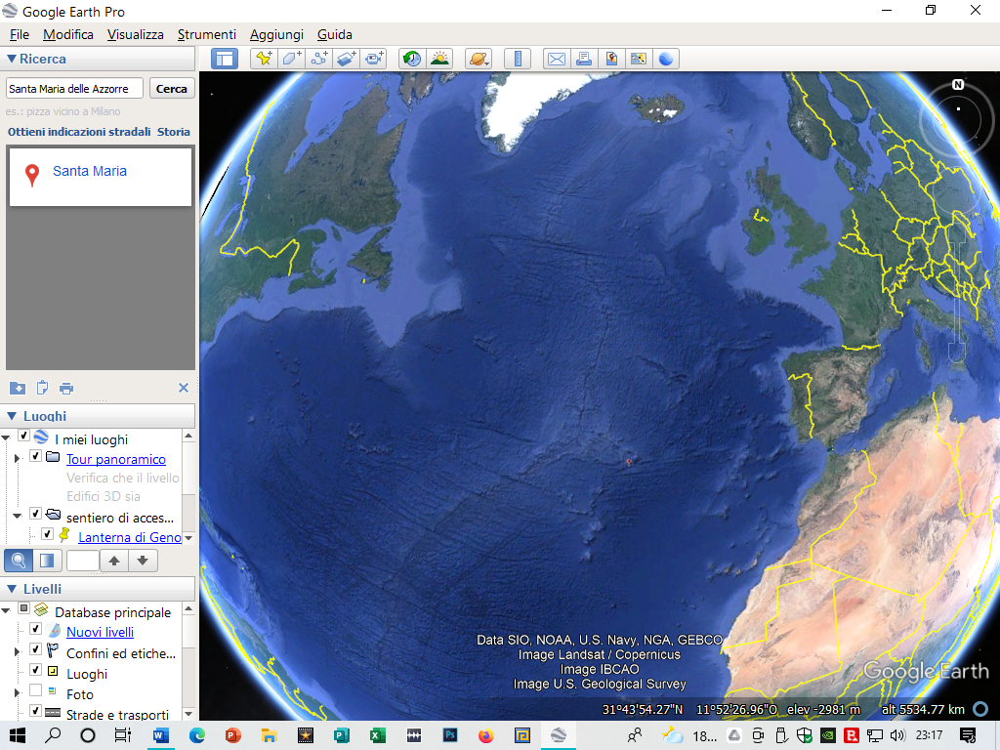 Google Earth Pro
File Modifica Visualizza Strumenti Aggiungi Guida
Ricerca
Santa Maria delle Azzorre Cerca
es.: pizza vicino a Milano
Ottieni indicazioni stradali Storia
Santa Maria
N
Luoghi
I miei luoghi
Tour panoramico
Verifica che il livello
Edifici 3D sia
sentiero di acces...
Lanterna di Geno
Livelli
Database principale
Nuovi livelli
Confini ed etiche...
Luoghi
Foto
Strade e trasporti
Data SIO, NOAA, U.S. Navy, NGA, GEBCO
Image Landsat / Copernicus
Image IBCAO
Image U.S. Geological Survey
Google Earth
31°43'54.27"N 11°52'26.96"O elev -2981 m alt 5534.77 km
18... 23:17